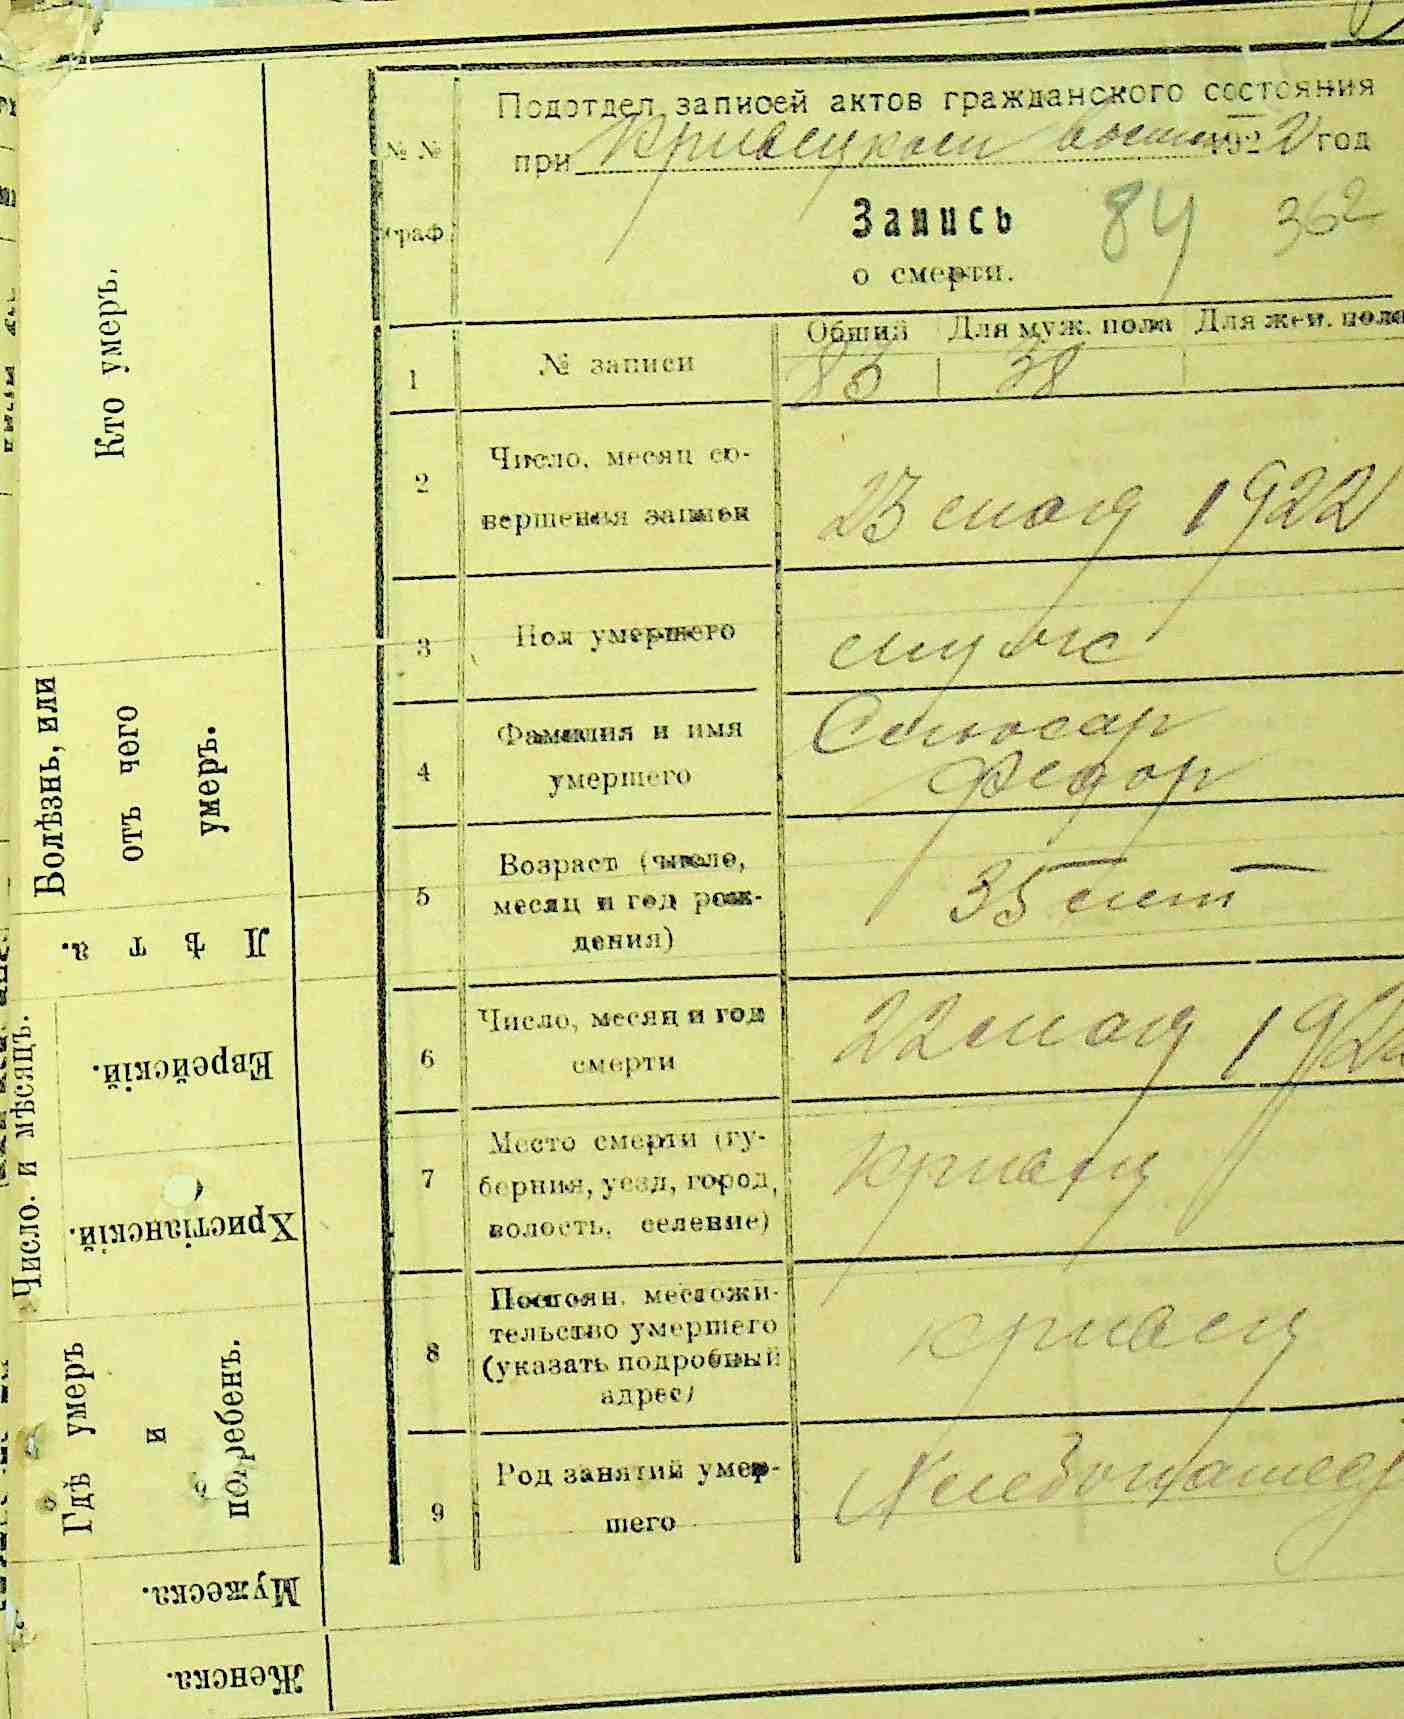 Подотдел записей актов гражданского состояния
при Кривецком 1922 год
№ №
граф
Запись 84 362
о смерти.
Общий Для муж. пола Для жен. пола
1 № записи 83 38
2 Число, месяц со-
вершения записи
23 мая 1922
3 Пол умершего муж
4 Фамилия и имя
умершего
Слюсар
Федор
5 Возраст (число,
месяц и год рож-
дения)
35 лет
6 Число, месяц и год
смерти
22 мая 1922
7 Место смерти (гу-
берния, уезд, город,
волость, селение)
Кривец
8 Постоян. местожи-
тельство умершего
(указать подробный
адрес)
Кривец
9 Род занятий умер-
шего
Хлебопашец
Кто умеръ.
Болѣзнь, или
отъ чего
умеръ.
Лѣта.
Число и мѣсяцъ.
Еврейскій.
Христіанскій.
Гдѣ умеръ
и
погребенъ.
Мужеска.
Женска.